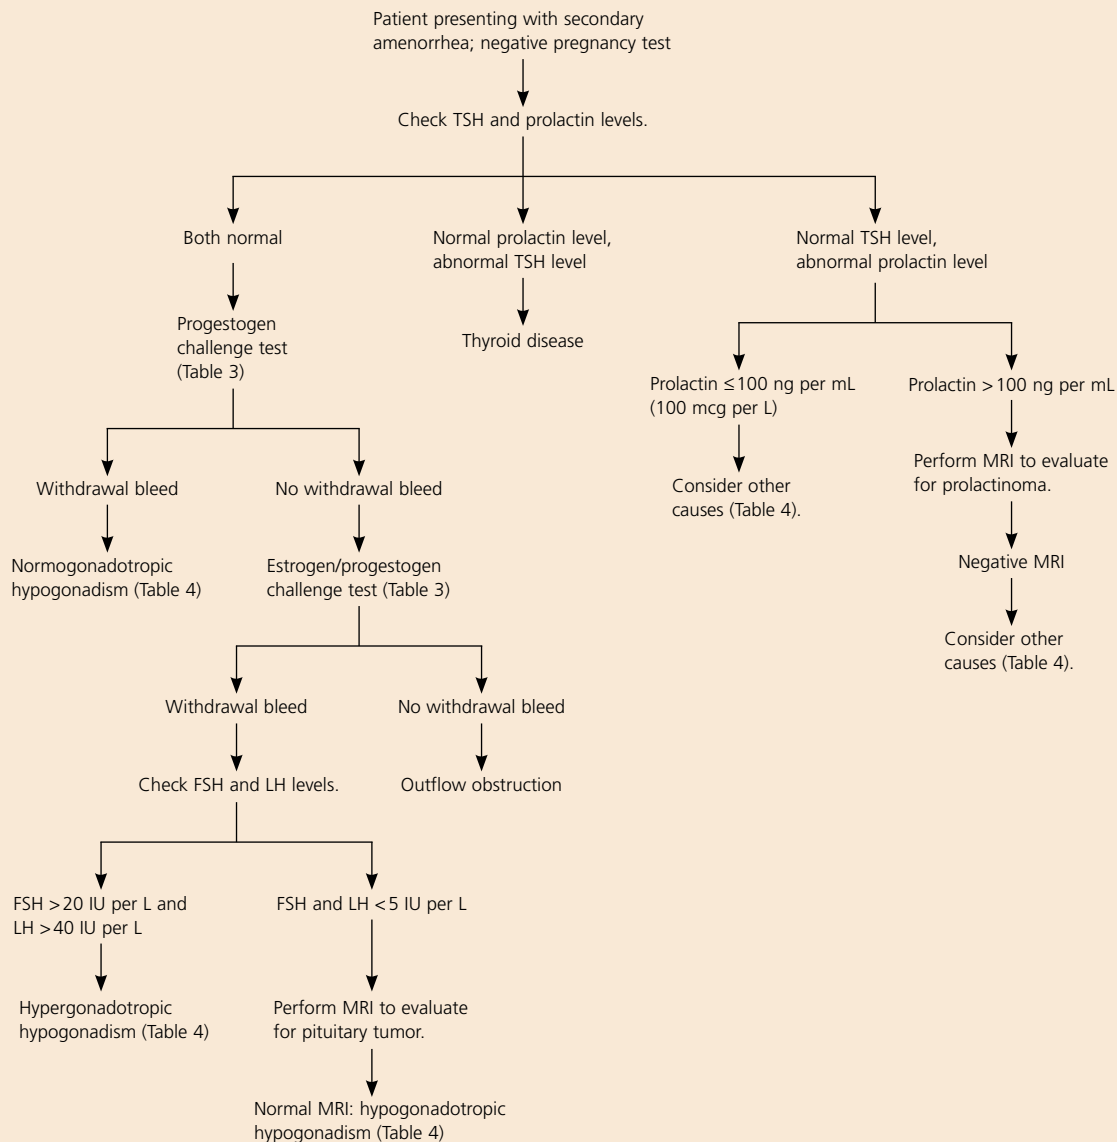 Patient presenting with secondary
amenorrhea; negative pregnancy test
Check TSH and prolactin levels.
Both normal
Normal prolactin level,
abnormal TSH level
Normal TSH level,
abnormal prolactin level
Progestogen
challenge test
(Table 3)
Thyroid disease
Prolactin ≤100 ng per mL
(100 mcg per L)
Prolactin >100 ng per mL
Withdrawal bleed
No withdrawal bleed
Consider other
causes (Table 4).
Perform MRI to evaluate
for prolactinoma.
Normogonadotropic
hypogonadism (Table 4)
Estrogen/progestogen
challenge test (Table 3)
Negative MRI
Consider other
causes (Table 4).
Withdrawal bleed
No withdrawal bleed
Check FSH and LH levels.
Outflow obstruction
FSH >20 IU per L and
LH >40 IU per L
FSH and LH <5 IU per L
Hypergonadotropic
hypogonadism (Table 4)
Perform MRI to evaluate
for pituitary tumor.
Normal MRI: hypogonadotropic
hypogonadism (Table 4)